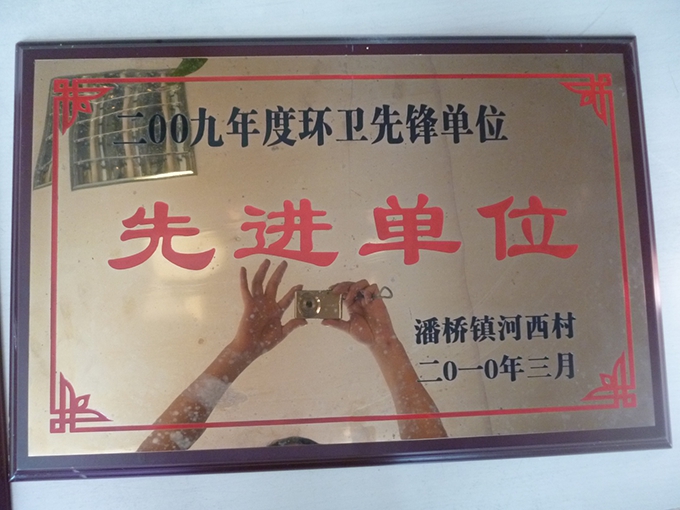 二00九年度环卫先锋单位
先进单位
潘桥镇河西村
二0一0年三月